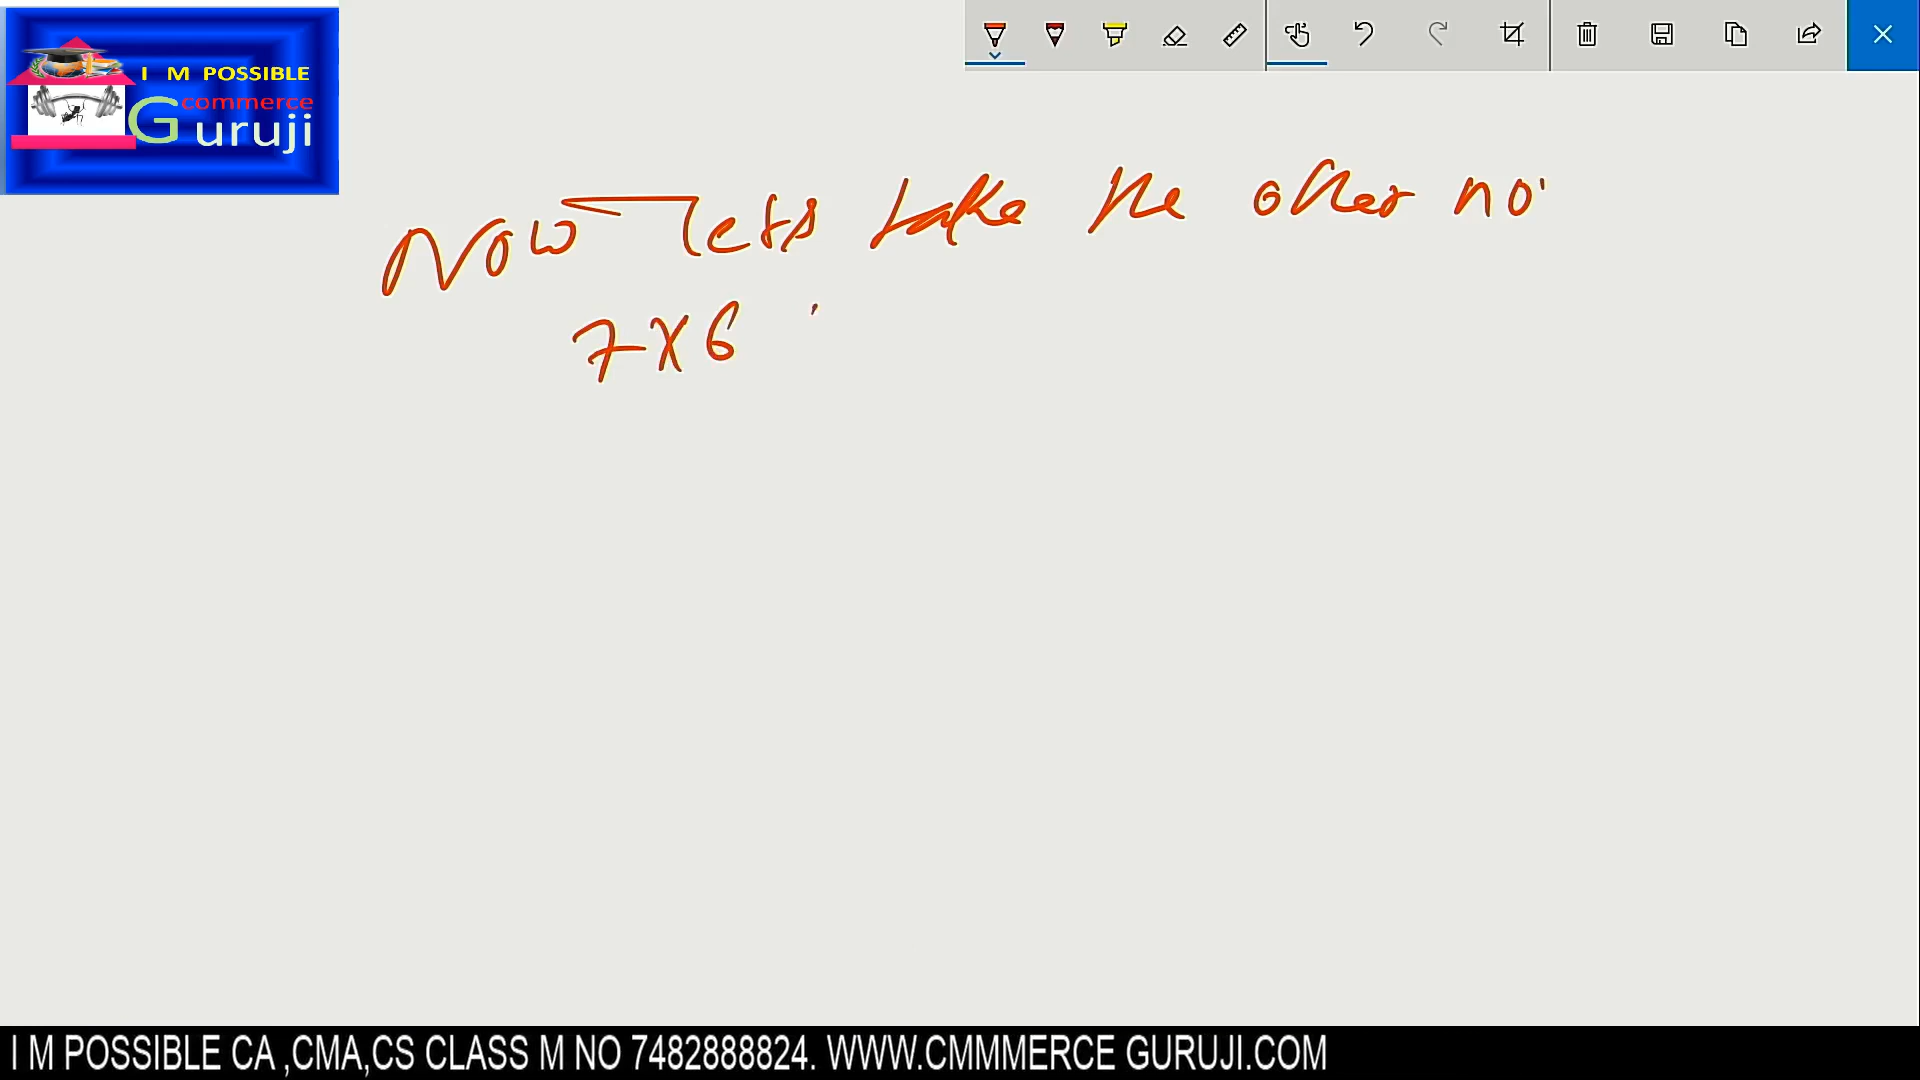 I M POSSIBLE
commerce
Guruji
Now lets take the other no
7x6
I M POSSIBLE CA ,CMA,CS CLASS M NO 7482888824. WWW.CMMMERCE GURUJI.COM